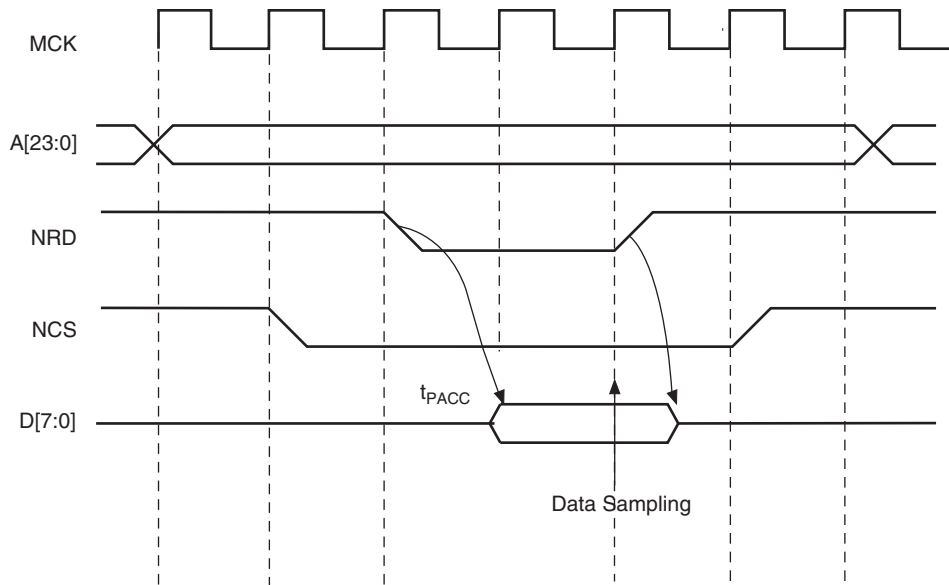 MCK
A[23:0]
NRD
NCS
tPACC
D[7:0]
Data Sampling